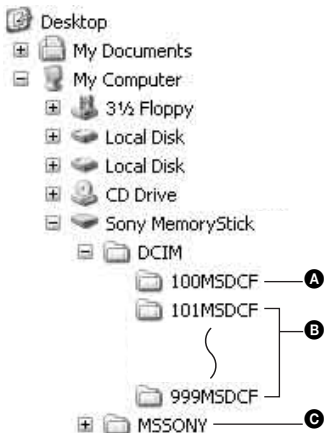 Desktop
My Documents
My Computer
3½ Floppy
Local Disk
Local Disk
CD Drive
Sony MemoryStick
DCIM
100MSDCF A
101MSDCF
B
999MSDCF
MSSONY C